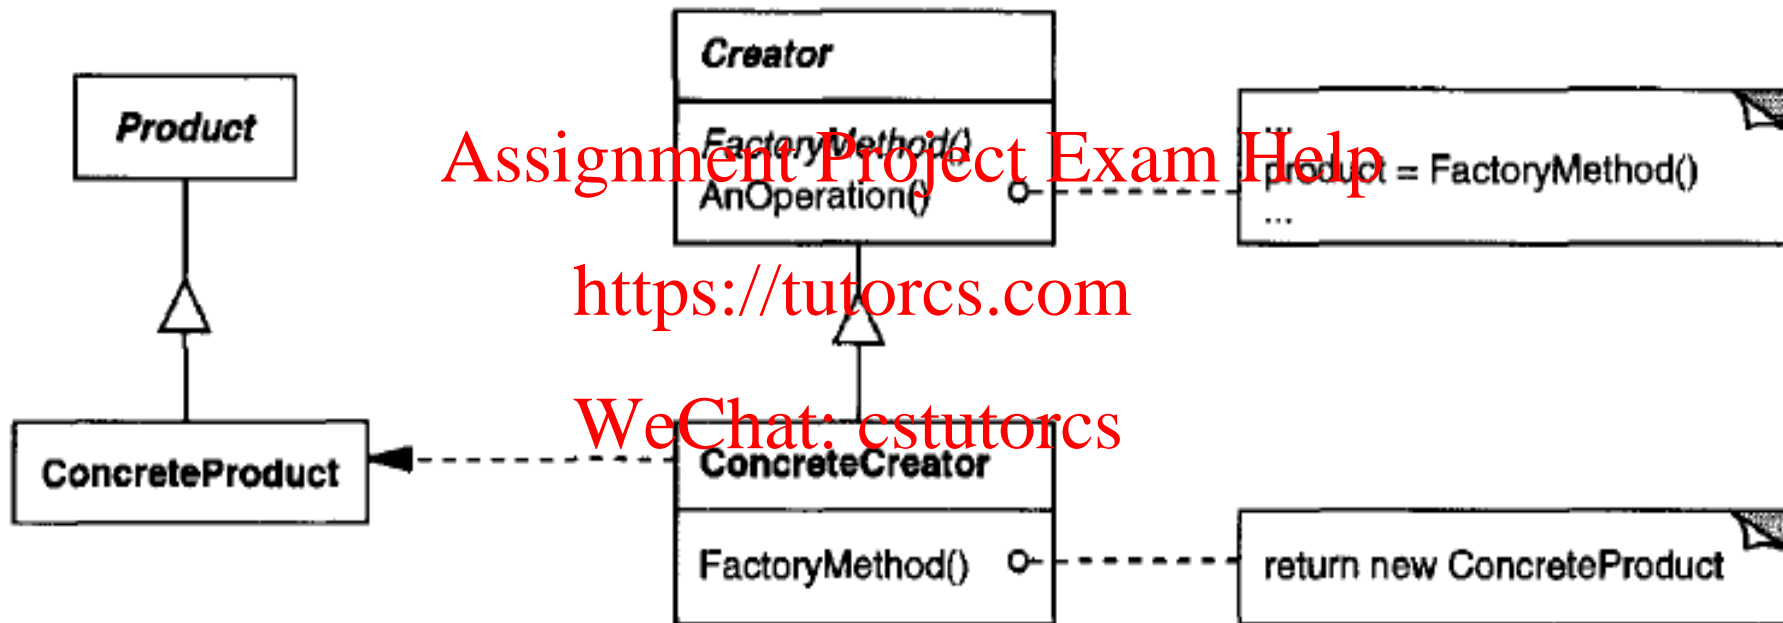 Creator
Product
FactoryMethod()
AnOperation()
...
product = FactoryMethod()
...
Assignment Project Exam Help
https://tutorcs.com
WeChat: cstutorcs
ConcreteProduct
ConcreteCreator
FactoryMethod()
return new ConcreteProduct